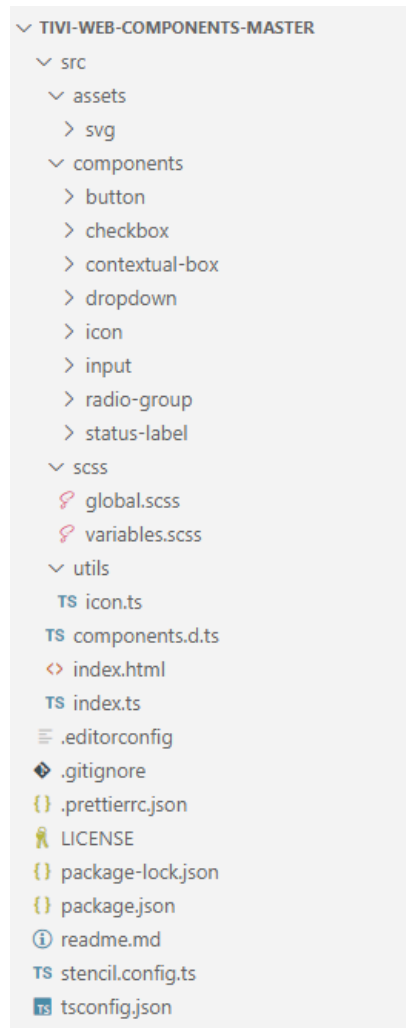 TIVI-WEB-COMPONENTS-MASTER
src
assets
svg
components
button
checkbox
contextual-box
dropdown
icon
input
radio-group
status-label
scss
global.scss
variables.scss
utils
TS icon.ts
TS components.d.ts
index.html
TS index.ts
.editorconfig
.gitignore
{} .prettierrc.json
LICENSE
{} package-lock.json
{} package.json
readme.md
TS stencil.config.ts
TS tsconfig.json